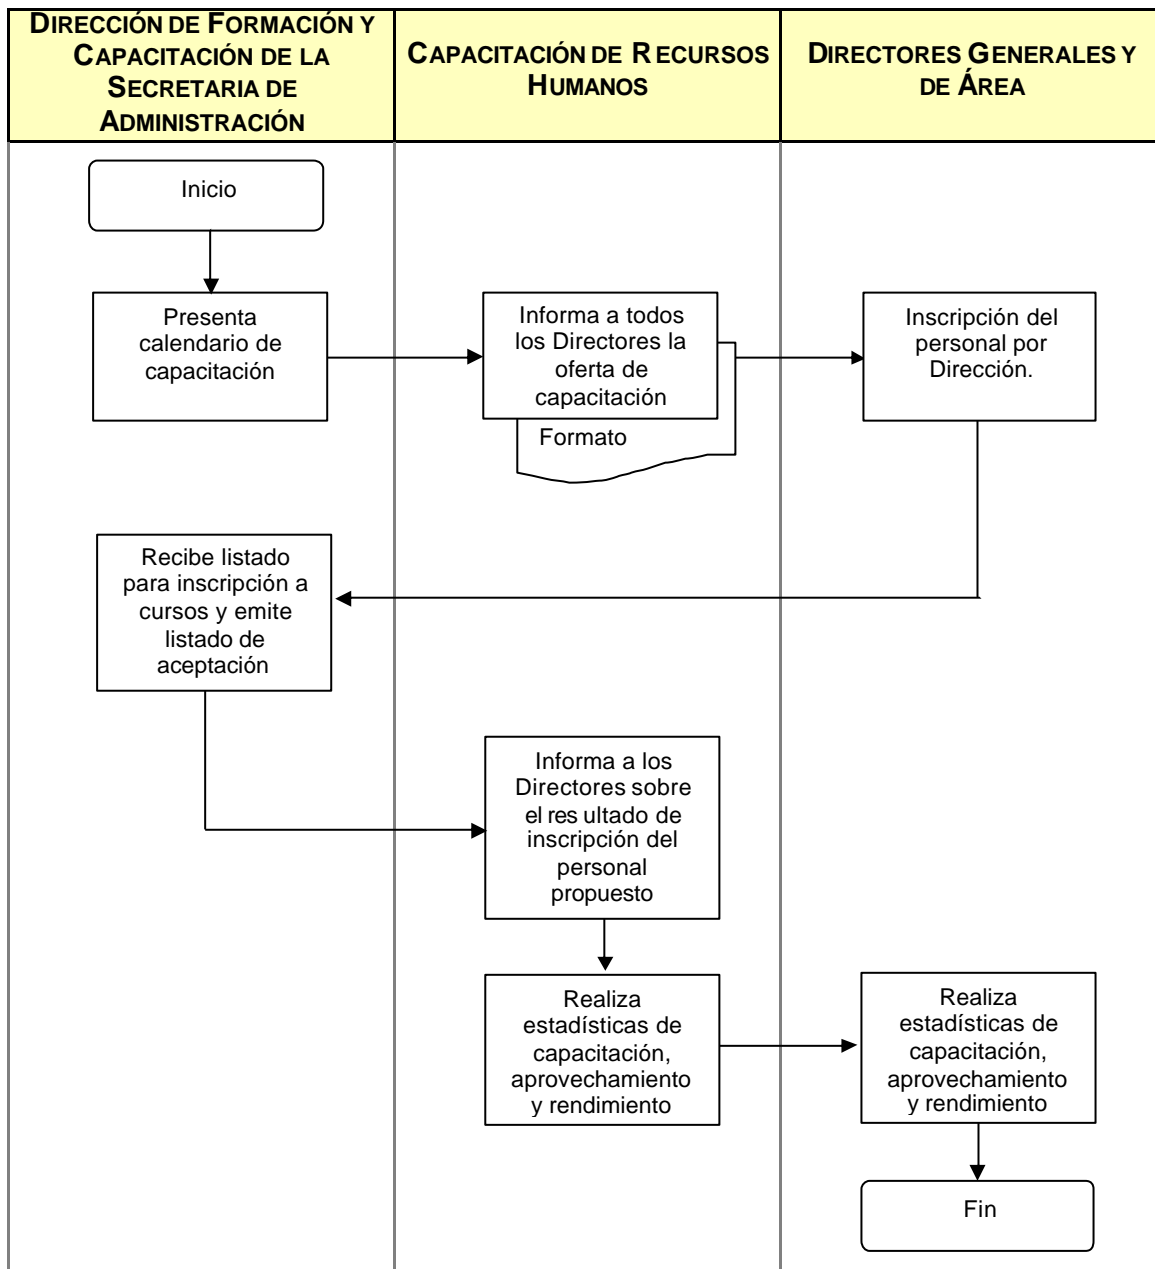 DIRECCIÓN DE FORMACIÓN Y
CAPACITACIÓN DE LA
SECRETARIA DE
ADMINISTRACIÓN
CAPACITACIÓN DE RECURSOS
HUMANOS
DIRECTORES GENERALES Y
DE ÁREA
Inicio
Presenta
calendario de
capacitación
Informa a todos
los Directores la
oferta de
capacitación
Formato
Inscripción del
personal por
Dirección.
Recibe listado
para inscripción a
cursos y emite
listado de
aceptación
Informa a los
Directores sobre
el res ultado de
inscripción del
personal
propuesto
Realiza
estadísticas de
capacitación,
aprovechamiento
y rendimiento
Realiza
estadísticas de
capacitación,
aprovechamiento
y rendimiento
Fin